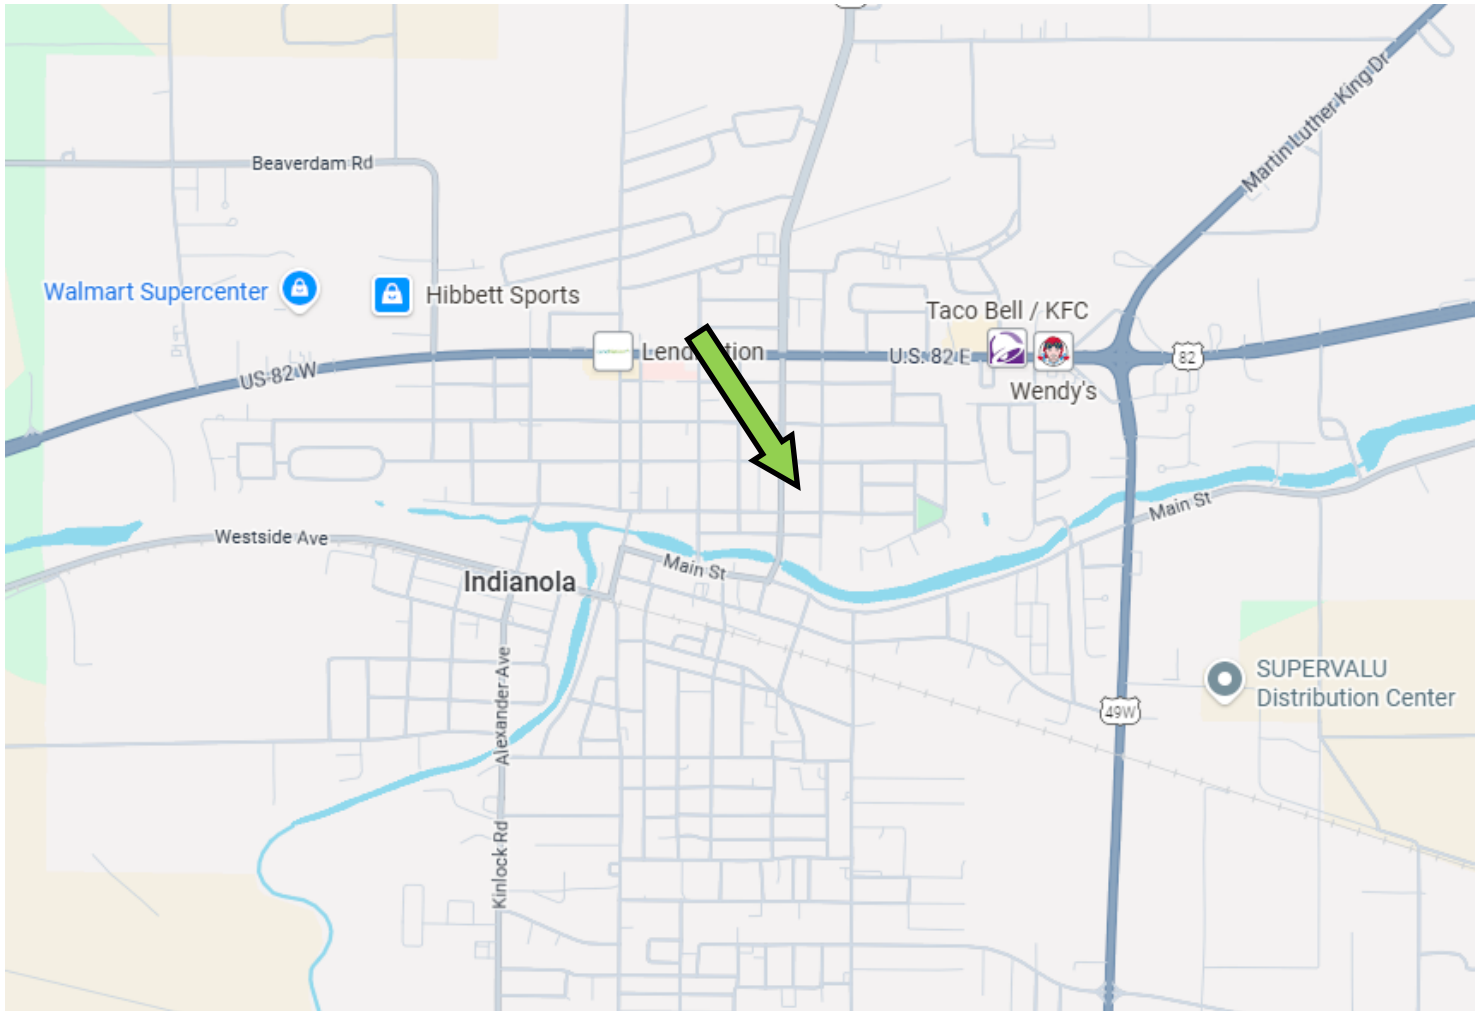 Beaverdam Rd
Martin Luther King Dr
Walmart Supercenter
Hibbett Sports
Taco Bell / KFC
US 82 W
U.S. 82 E
82
Wendy's
Main St
Westside Ave
Main St
Indianola
Alexander Ave
SUPERVALU
Distribution Center
49W
Kinlock Rd